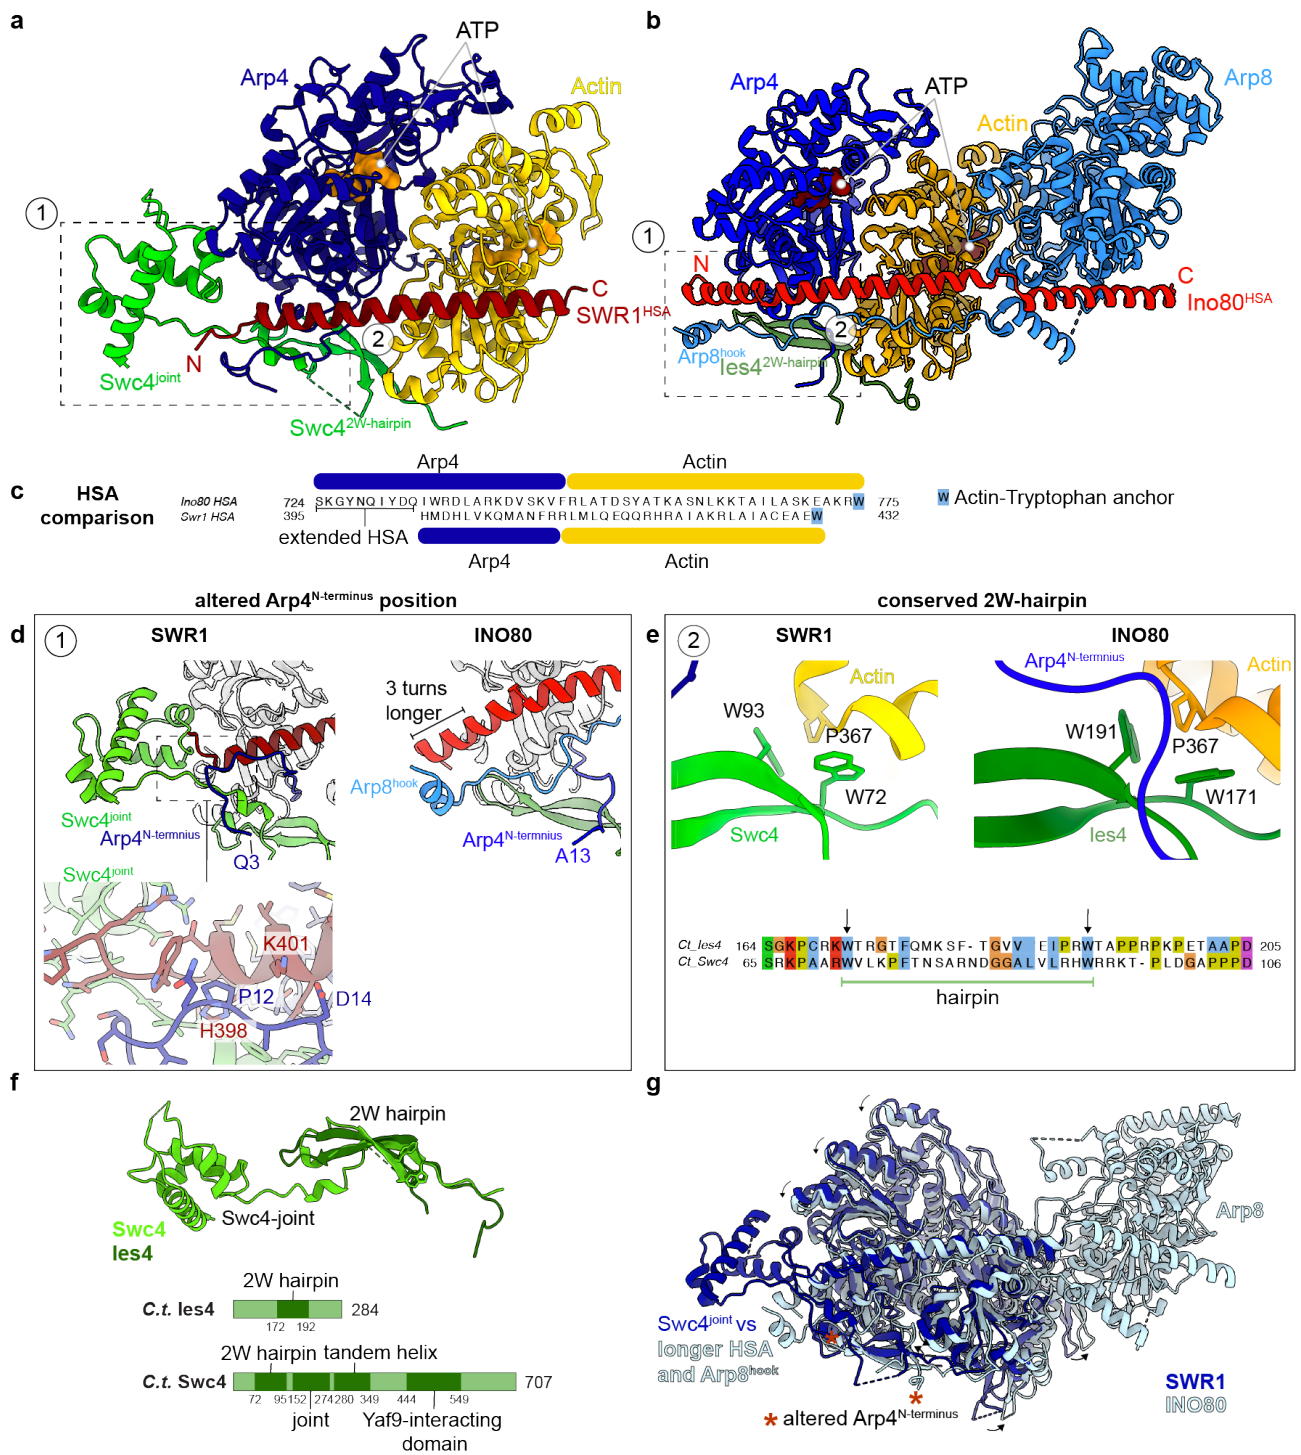 a
ATP
Arp4
Actin
1
C
SWR1HSA
2
N
Swc4joint
Swc42W-hairpin
b
Arp8
Arp4
ATP
Actin
1
N
C
Ino80HSA
2
Arp8hook
Ies42W-hairpin
c
HSA
comparison
Arp4
Actin
Ino80 HSA 724 SKGYNQIYDQIWRDLARKDVSKVFRLATDSYATKASNLKKTAILASKEAKRW 775
Swr1 HSA 395 HMDHLVKQMANFRRLMLQEQQRHRAIAKRLAIACEAEW 432
extended HSA
Arp4
Actin
W Actin-Tryptophan anchor
altered Arp4N-terminus position
d
1
SWR1
INO80
3 turns
longer
Arp8hook
Swc4joint
Arp4N-termnius
Q3
Arp4N-termnius
A13
Swc4joint
K401
P12
D14
H398
conserved 2W-hairpin
e
2
SWR1
INO80
Arp4N-termnius
Actin
Actin
W93
P367
W72
Swc4
W191
P367
W171
Ies4
Ct_Ies4 164 SGKPCRKWTRGTFQMKSF-TGVV EIPRWTAPPRPKPETAAPD 205
Ct_Swc4 65 SRKPAARWVLKPFTNSARNDGGALVLRHWRRKT-PLDGAPPPD 106
hairpin
f
2W hairpin
Swc4-joint
Swc4
Ies4
2W hairpin
C.t. Ies4
284
172 192
2W hairpin tandem helix
C.t. Swc4
707
72 95 152 274 280 349 444 549
joint
Yaf9-interacting
domain
g
Arp8
Swc4joint vs
longer HSA
and Arp8hook
*
*
* altered Arp4N-terminus
SWR1
INO80